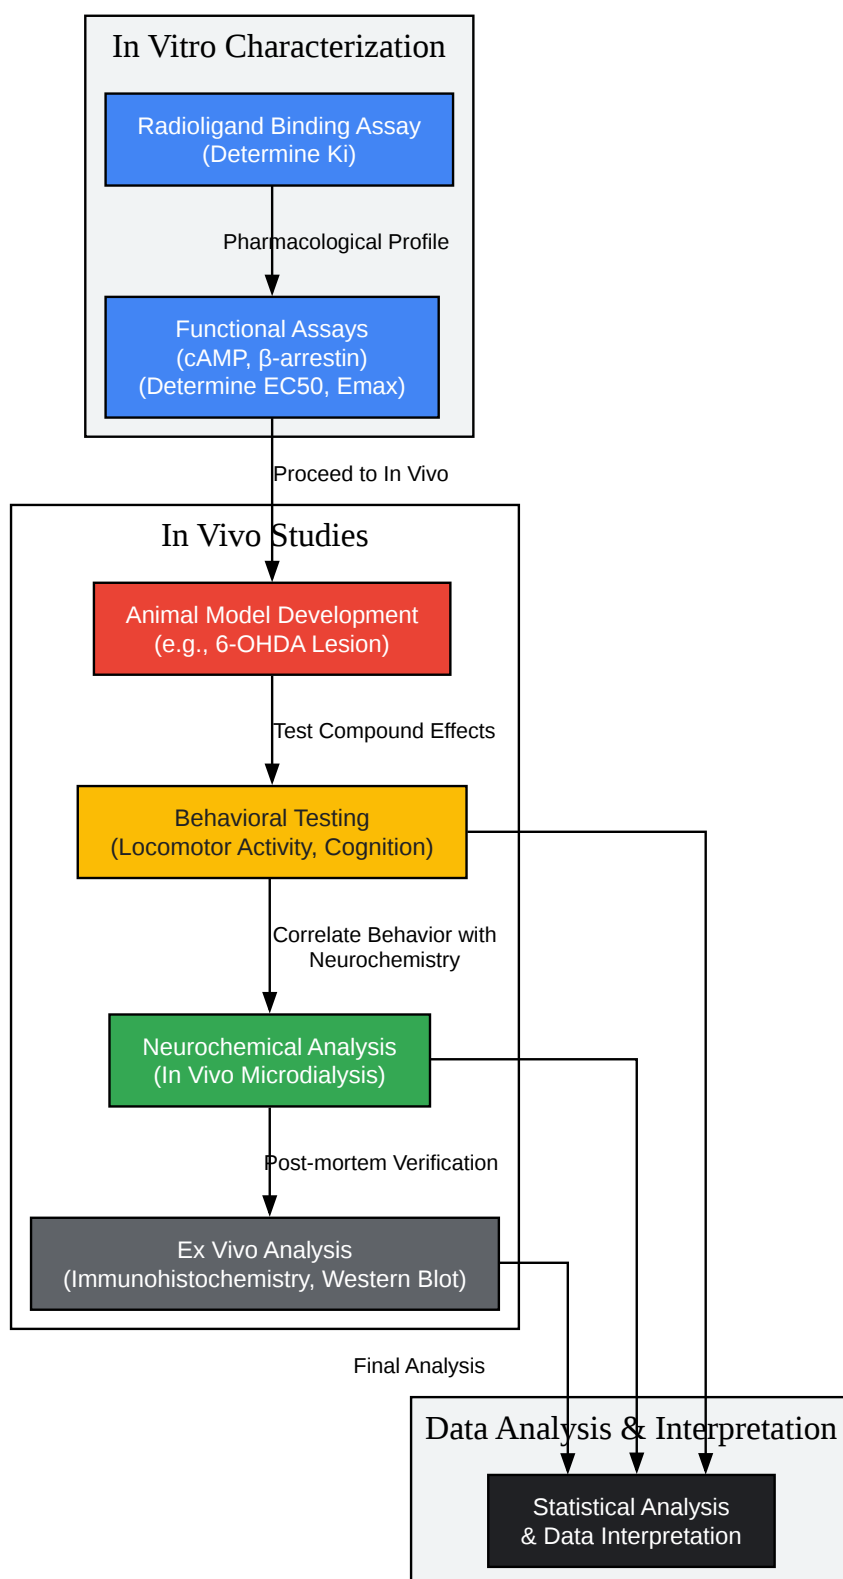 In Vitro Characterization
Radioligand Binding Assay
(Determine Ki)
Pharmacological Profile
Functional Assays
(cAMP, β-arrestin)
(Determine EC50, Emax)
Proceed to In Vivo
In Vivo Studies
Animal Model Development
(e.g., 6-OHDA Lesion)
Test Compound Effects
Behavioral Testing
(Locomotor Activity, Cognition)
Correlate Behavior with
Neurochemistry
Neurochemical Analysis
(In Vivo Microdialysis)
Post-mortem Verification
Ex Vivo Analysis
(Immunohistochemistry, Western Blot)
Final Analysis
Data Analysis & Interpretation
Statistical Analysis
& Data Interpretation